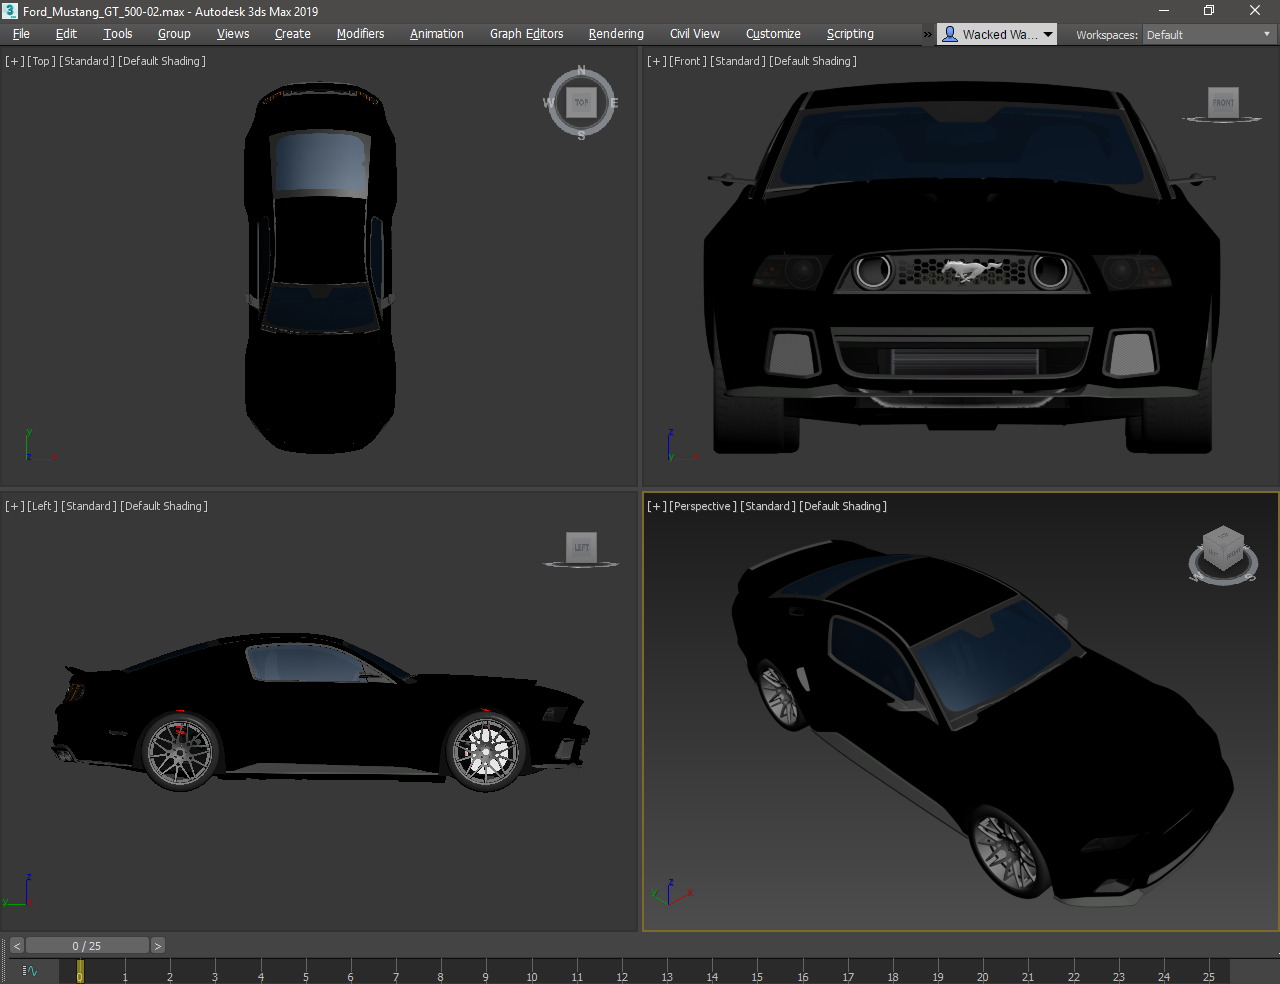 Ford_Mustang_GT_500-02.max - Autodesk 3ds Max 2019
File Edit Tools Group Views Create Modifiers Animation Graph Editors Rendering Civil View Customize Scripting » Wacked Wa... Workspaces: Default
[+] [Top] [Standard] [Default Shading]
N
W TOP E
S
y
z x
[+] [Front] [Standard] [Default Shading]
FRONT
z
y x
[+] [Left] [Standard] [Default Shading]
LEFT
z
y
[+] [Perspective] [Standard] [Default Shading]
W S
z
y x
< 0 / 25 >
0 1 2 3 4 5 6 7 8 9 10 11 12 13 14 15 16 17 18 19 20 21 22 23 24 25